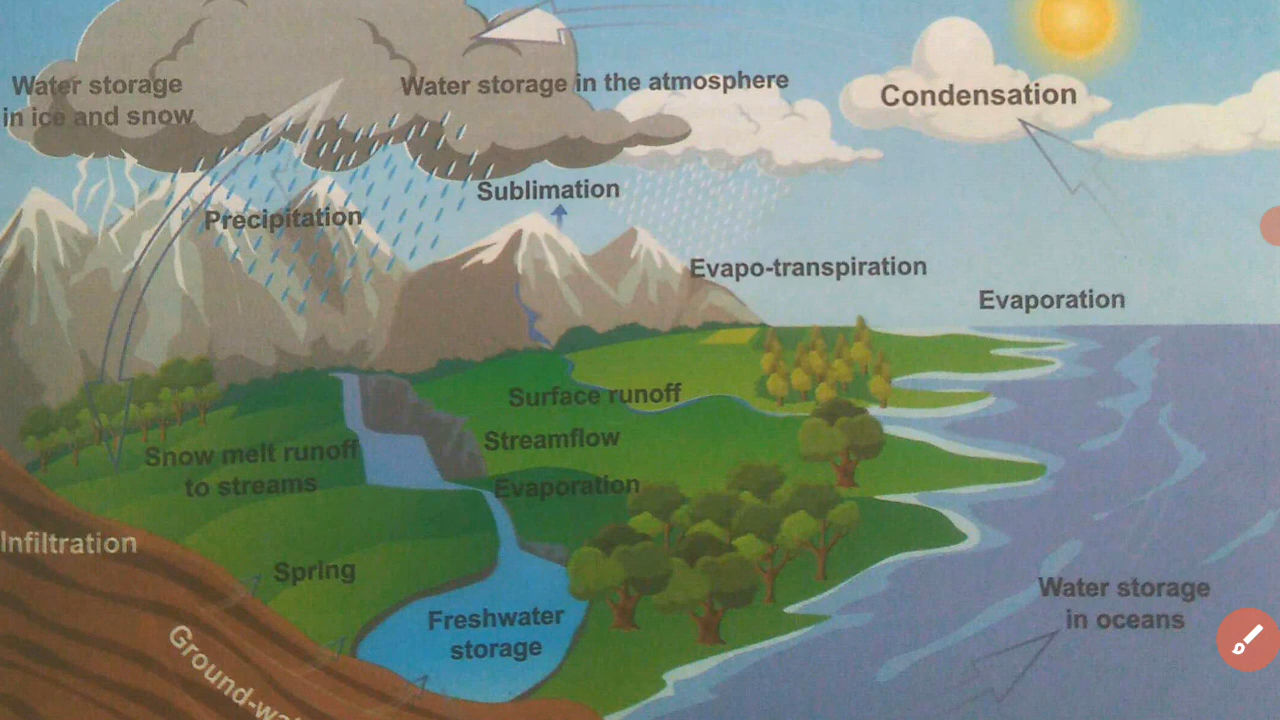 Water storage
in ice and snow
Water storage in the atmosphere
Condensation
Sublimation
Precipitation
Evapo-transpiration
Evaporation
Surface runoff
Streamflow
Snow melt runoff
to streams
Evaporation
Infiltration
Spring
Freshwater
storage
Water storage
in oceans